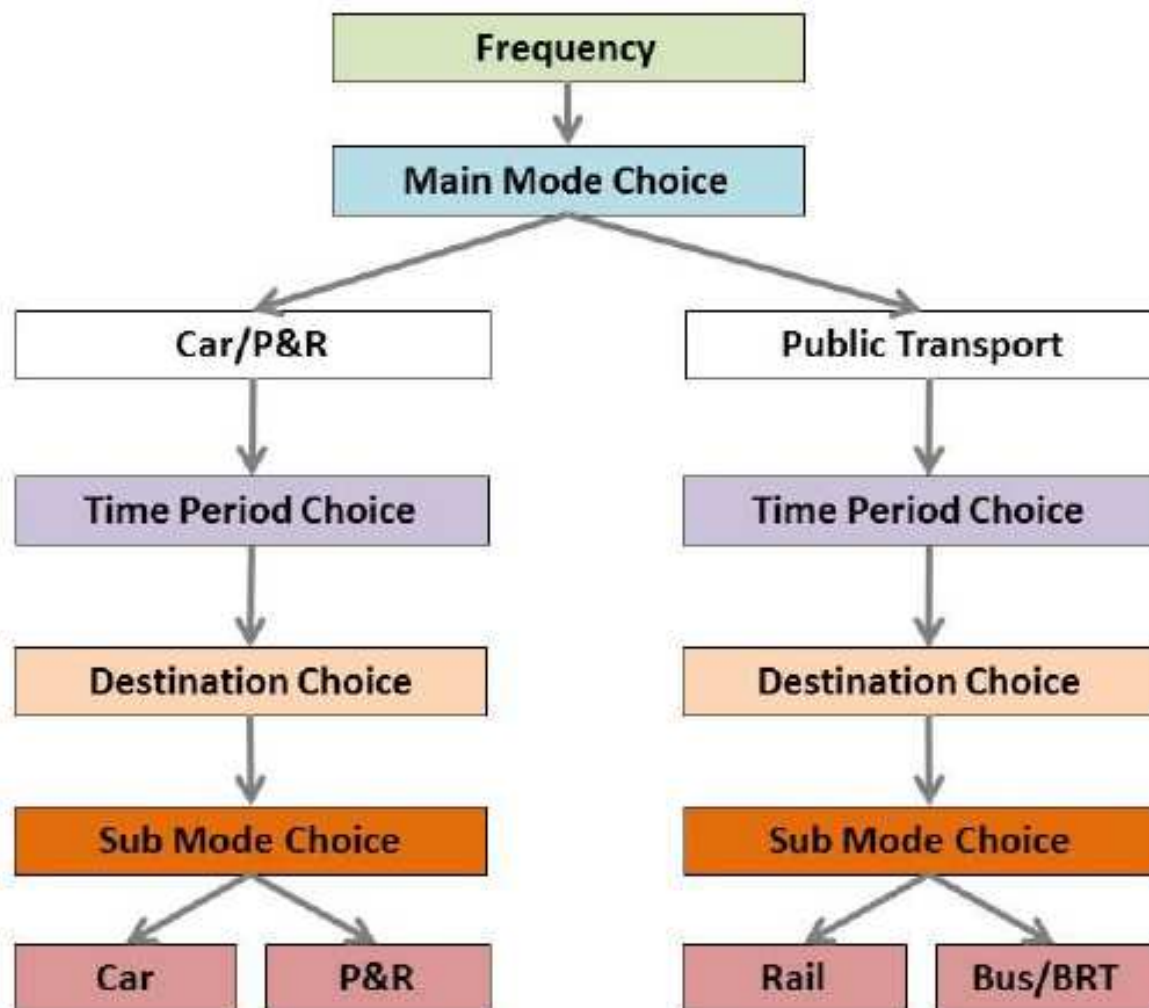 Frequency
Main Mode Choice
Car/P&R
Public Transport
Time Period Choice
Time Period Choice
Destination Choice
Destination Choice
Sub Mode Choice
Sub Mode Choice
Car
P&R
Rail
Bus/BRT